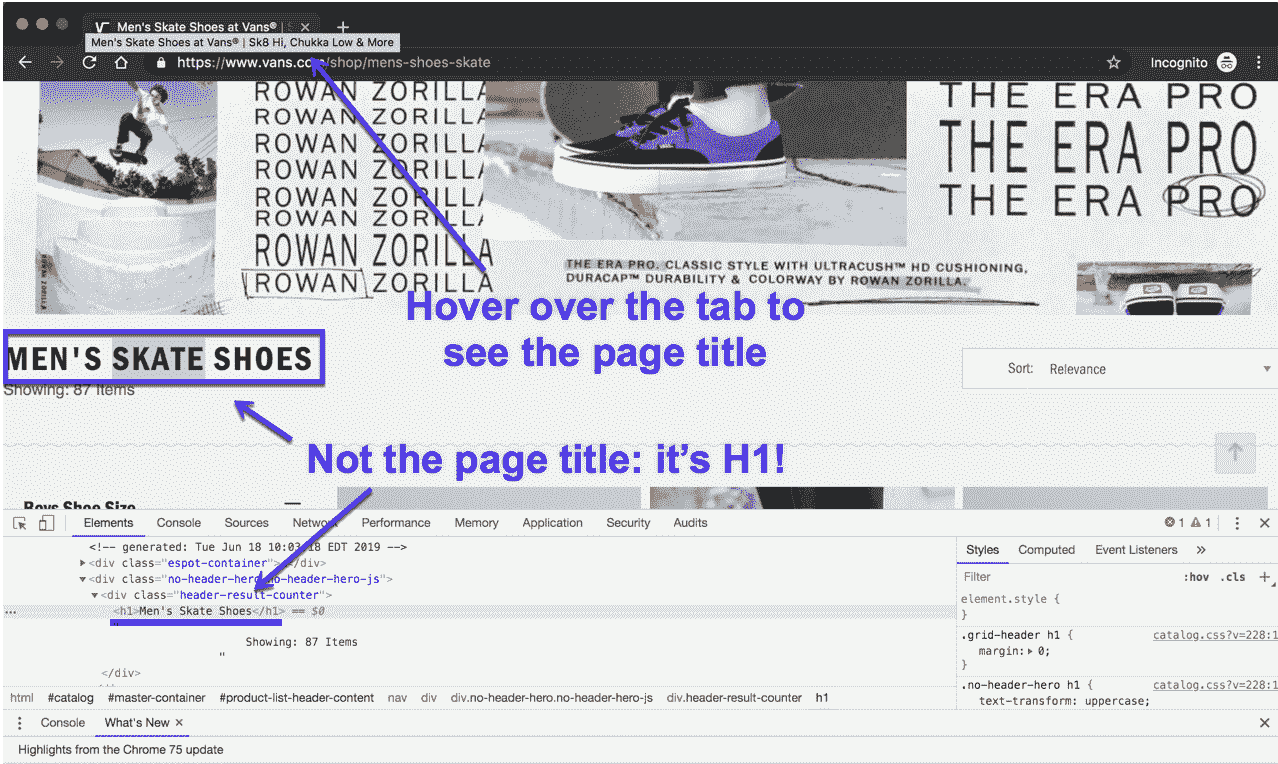 Men's Skate Shoes at Vans® |
Men's Skate Shoes at Vans® | Sk8 Hi, Chukka Low & More
https://www.vans.com/shop/mens-shoes-skate
Incognito
ROWAN ZORILLA
ROWAN ZORILLA
ROWAN ZORILLA
ROWAN ZORILLA
ROWAN ZORILLA
ROWAN ZORILLA
ROWAN ZORILLA
ROWAN ZORILLA
ROWAN ZORILLA
THE ERA PRO. CLASSIC STYLE WITH ULTRACUSH™ HD CUSHIONING,
DURACAP™ DURABILITY & COLORWAY BY ROWAN ZORILLA.
THE ERA PRO
THE ERA PRO
THE ERA PRO
Hover over the tab to
see the page title
MEN'S SKATE SHOES
Showing: 87 Items
Sort: Relevance
Not the page title: it's H1!
Boys Shoe Size
Elements Console Sources Network Performance Memory Application Security Audits 1 1
<!-- generated: Tue Jun 18 10:03:18 EDT 2019 -->
<div class="espot-container"></div>
<div class="no-header-hero no-header-hero-js">
<div class="header-result-counter">
<h1>Men's Skate Shoes</h1> == $0
"
Showing: 87 Items
"
</div>
html #catalog #master-container #product-list-header-content nav div div.no-header-hero.no-header-hero-js div.header-result-counter h1
Styles Computed Event Listeners »
Filter :hov .cls +
element.style {
}
.grid-header h1 { catalog.css?v=228:1
margin: 0;
}
.no-header-hero h1 { catalog.css?v=228:1
text-transform: uppercase;
Console What's New
Highlights from the Chrome 75 update